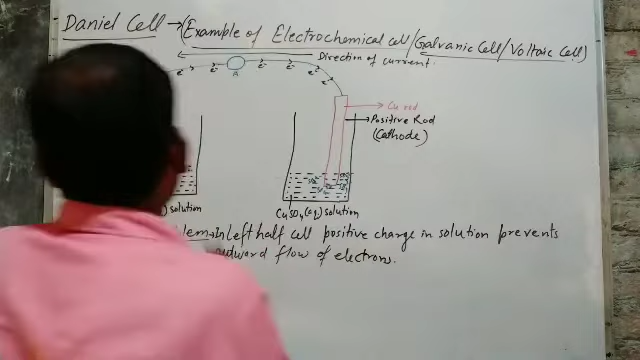 Daniel Cell → (Example of Electrochemical cell/Galvanic Cell/Voltaic Cell)
Direction of current
e⁻ e⁻ e⁻ e⁻ e⁻ e⁻
Cu rod
Positive Rod
(Cathode)
solution
CuSO₄(aq) solution
In left half cell positive charge in solution prevents
flow of electrons.